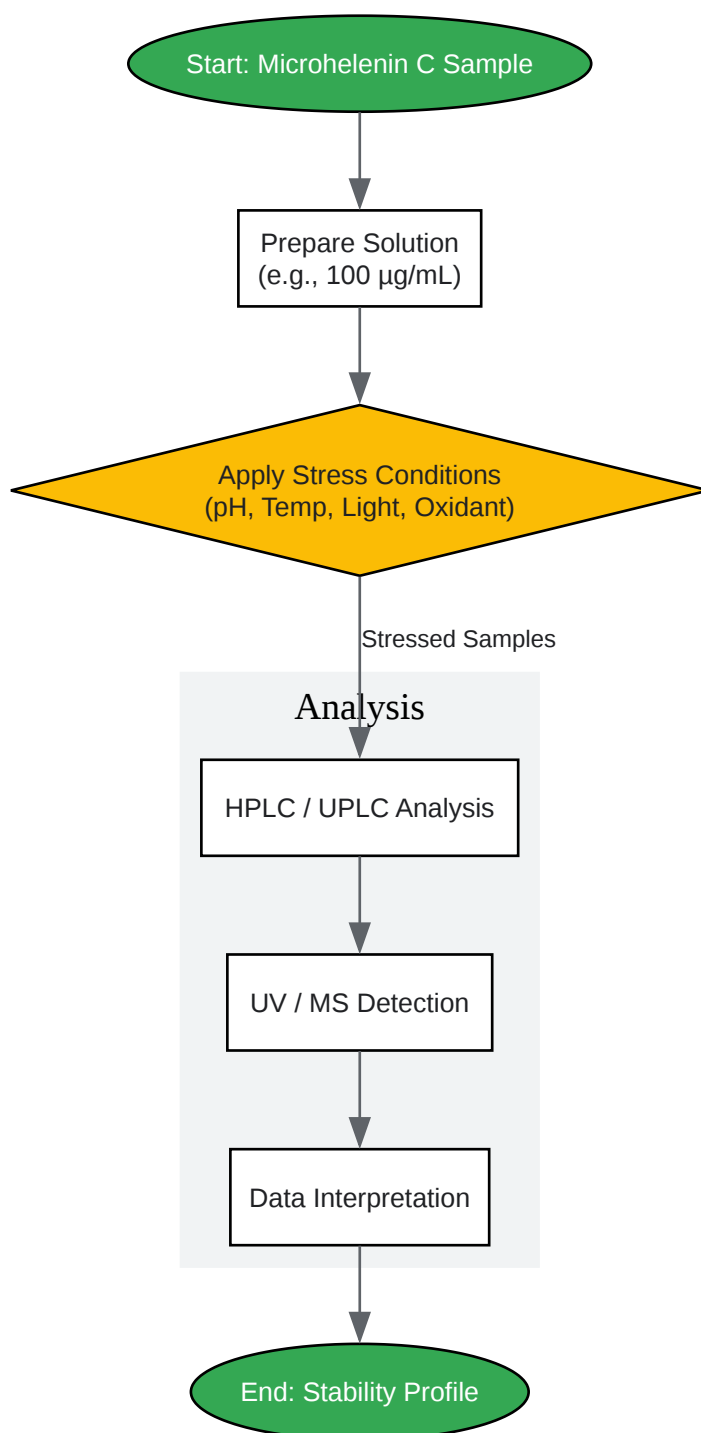 Start: Microhelenin C Sample
Prepare Solution
(e.g., 100 µg/mL)
Apply Stress Conditions
(pH, Temp, Light, Oxidant)
Stressed Samples
Analysis
HPLC / UPLC Analysis
UV / MS Detection
Data Interpretation
End: Stability Profile